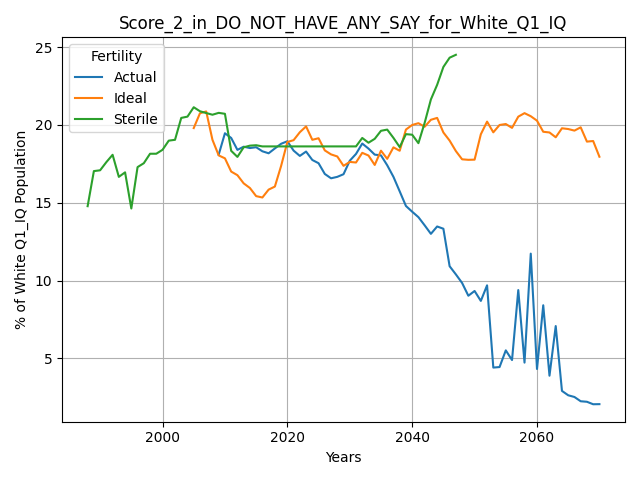 Score_2_in_DO_NOT_HAVE_ANY_SAY_for_White_Q1_IQ
Fertility
Actual
Ideal
Sterile
% of White Q1_IQ Population
25
20
15
10
5
2000
2020
2040
2060
Years